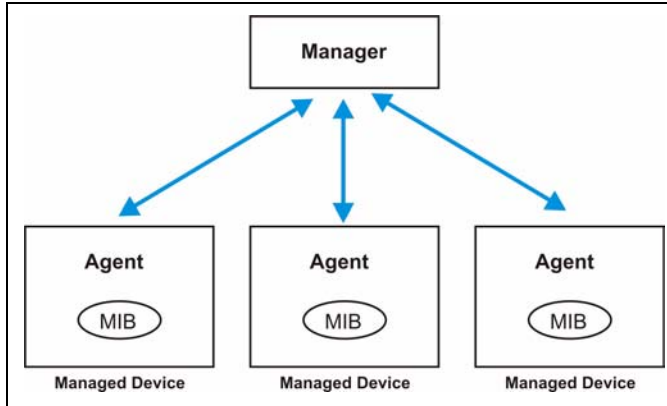 Manager
Agent Agent Agent
MIB MIB MIB
Managed Device Managed Device Managed Device